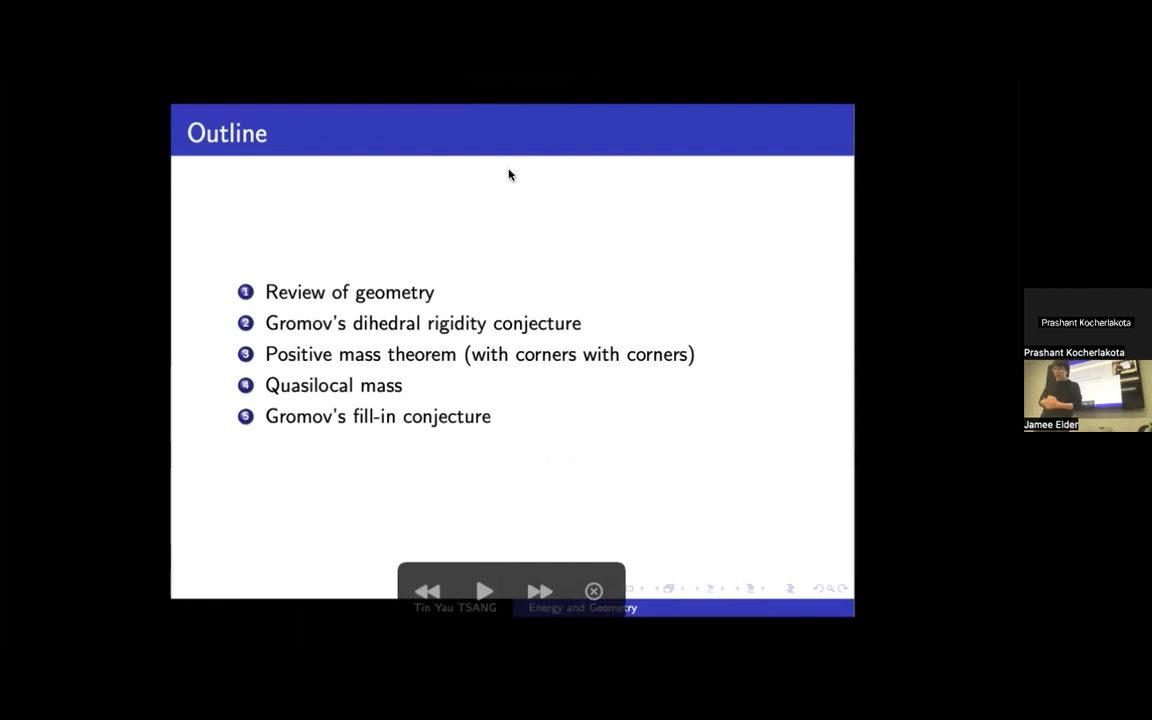 Outline
1 Review of geometry
2 Gromov's dihedral rigidity conjecture
3 Positive mass theorem (with corners with corners)
4 Quasilocal mass
5 Gromov's fill-in conjecture
Tin Yau TSANG
Energy and Geometry
Prashant Kocherlakota
Prashant Kocherlakota
Jamee Elder